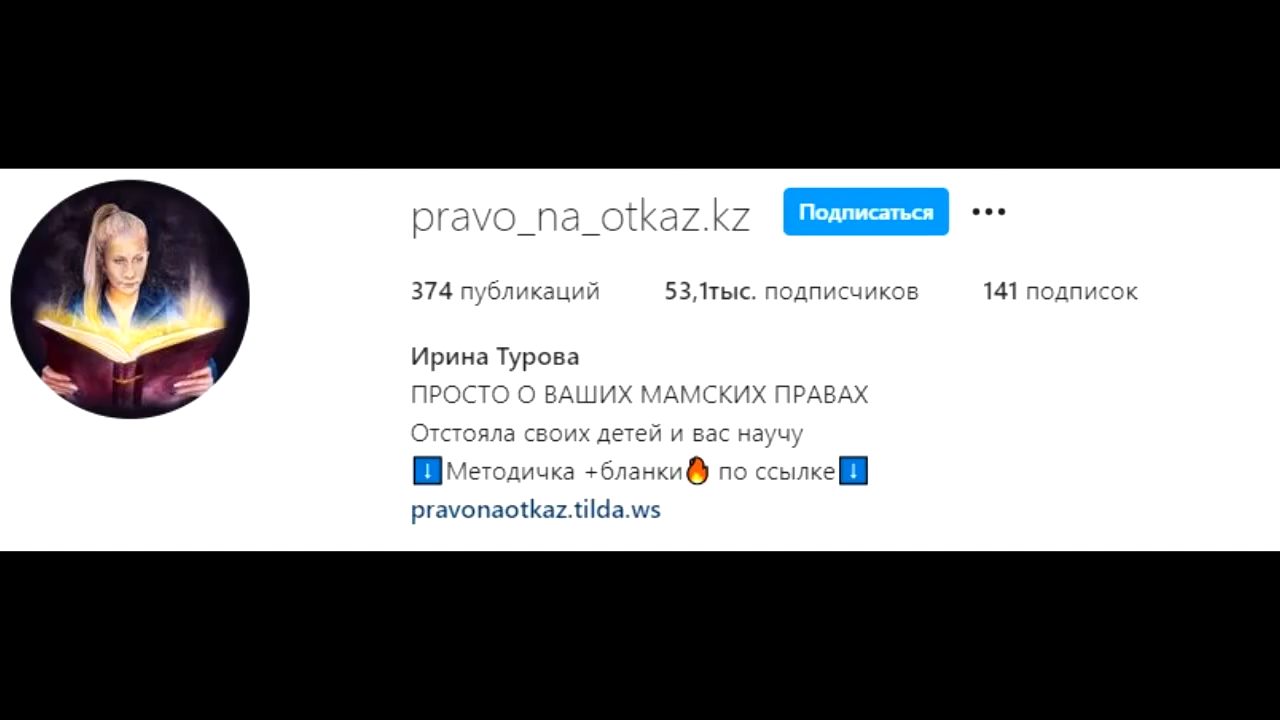 pravo_na_otkaz.kz Подписаться •••
374 публикаций 53,1тыс. подписчиков 141 подписок
Ирина Турова
ПРОСТО О ВАШИХ МАМСКИХ ПРАВАХ
Отстояла своих детей и вас научу
⬇️Методичка +бланки🔥 по ссылке⬇️
pravonaotkaz.tilda.ws